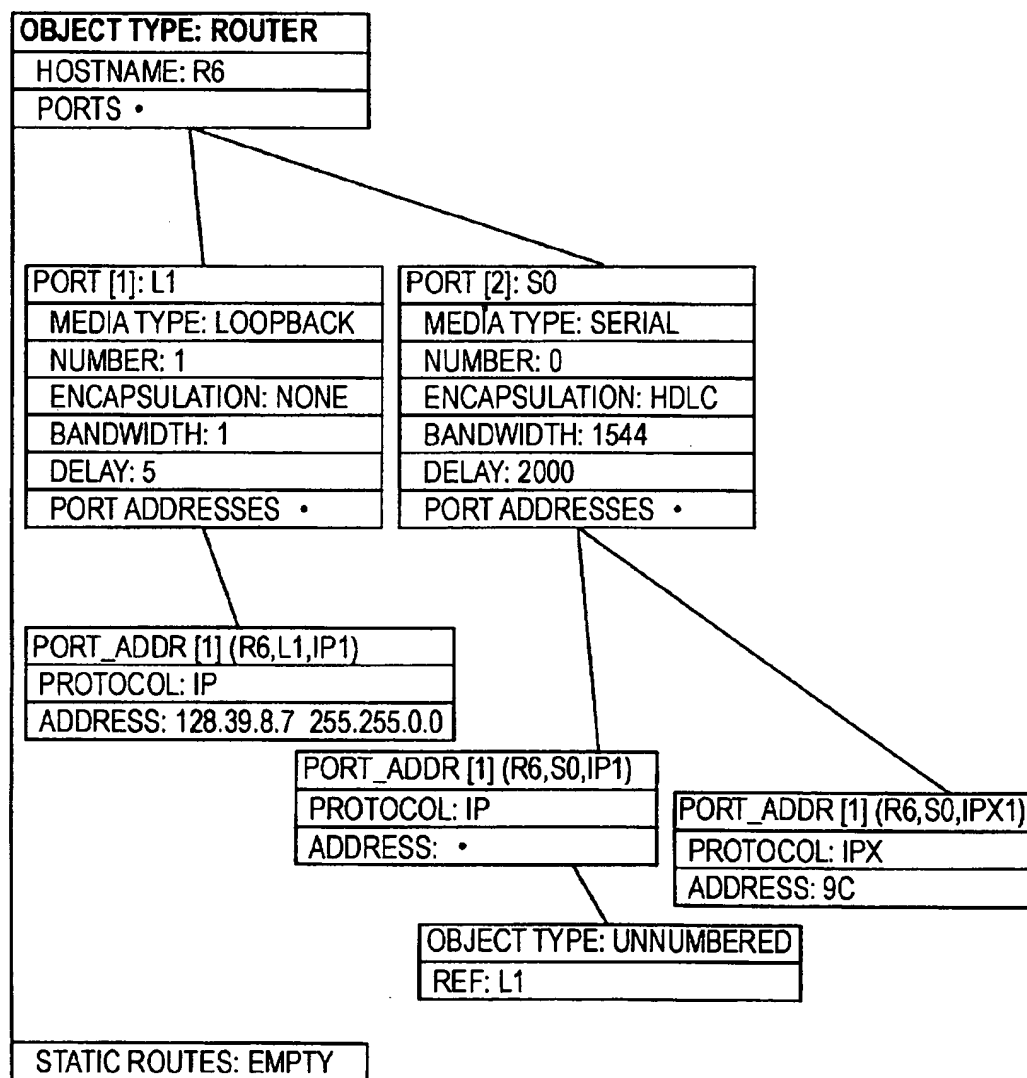 OBJECT TYPE: ROUTER
HOSTNAME: R6
PORTS •
PORT [1]: L1
MEDIA TYPE: LOOPBACK
NUMBER: 1
ENCAPSULATION: NONE
BANDWIDTH: 1
DELAY: 5
PORT ADDRESSES •
PORT [2]: S0
MEDIA TYPE: SERIAL
NUMBER: 0
ENCAPSULATION: HDLC
BANDWIDTH: 1544
DELAY: 2000
PORT ADDRESSES •
PORT_ADDR [1] (R6,L1,IP1)
PROTOCOL: IP
ADDRESS: 128.39.8.7 255.255.0.0
PORT_ADDR [1] (R6,S0,IP1)
PROTOCOL: IP
ADDRESS: •
PORT_ADDR [1] (R6,S0,IPX1)
PROTOCOL: IPX
ADDRESS: 9C
OBJECT TYPE: UNNUMBERED
REF: L1
STATIC ROUTES: EMPTY